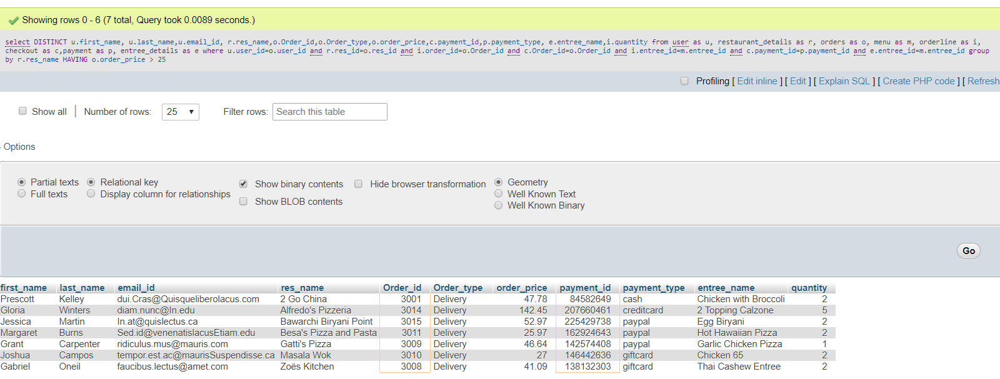 Showing rows 0 - 6 (7 total, Query took 0.0089 seconds.)
select DISTINCT u.first_name, u.last_name,u.email_id, r.res_name,o.Order_id,o.Order_type,o.order_price,c.payment_id,p.payment_type, e.entree_name,i.quantity from user as u, restaurant_details as r, orders as o, menu as m, orderline as i,
checkout as c,payment as p, entree_details as e where u.user_id=o.user_id and r.res_id=o.res_id and i.order_id=o.Order_id and c.Order_id=o.Order_id and i.entree_id=m.entree_id and c.payment_id=p.payment_id and e.entree_id=m.entree_id group
by r.res_name HAVING o.order_price > 25
Profiling [ Edit inline ] [ Edit ] [ Explain SQL ] [ Create PHP code ] [ Refresh
Show all | Number of rows: 25 Filter rows: Search this table
Options
Partial texts Relational key Show binary contents Hide browser transformation Geometry
Full texts Display column for relationships Show BLOB contents Well Known Text
Well Known Binary
Go
first_name last_name email_id res_name Order_id Order_type order_price payment_id payment_type entree_name quantity
Prescott Kelley dui.Cras@Quisqueliberolacus.com 2 Go China 3001 Delivery 47.78 84582649 cash Chicken with Broccoli 2
Gloria Winters diam.nunc@In.edu Alfredo's Pizzeria 3014 Delivery 142.45 207660461 creditcard 2 Topping Calzone 5
Jessica Martin In.at@quislectus.ca Bawarchi Biryani Point 3015 Delivery 52.97 225429738 paypal Egg Biryani 2
Margaret Burns Sed.id@venenatislacusEtiam.edu Besa's Pizza and Pasta 3011 Delivery 25.97 162924643 paypal Hot Hawaiian Pizza 2
Grant Carpenter ridiculus.mus@mauris.com Gatti's Pizza 3009 Delivery 46.64 142574408 paypal Garlic Chicken Pizza 1
Joshua Campos tempor.est.ac@maurisSuspendisse.ca Masala Wok 3010 Delivery 27 146442636 giftcard Chicken 65 2
Gabriel Oneil faucibus.lectus@amet.com Zoës Kitchen 3008 Delivery 41.09 138132303 giftcard Thai Cashew Entree 2